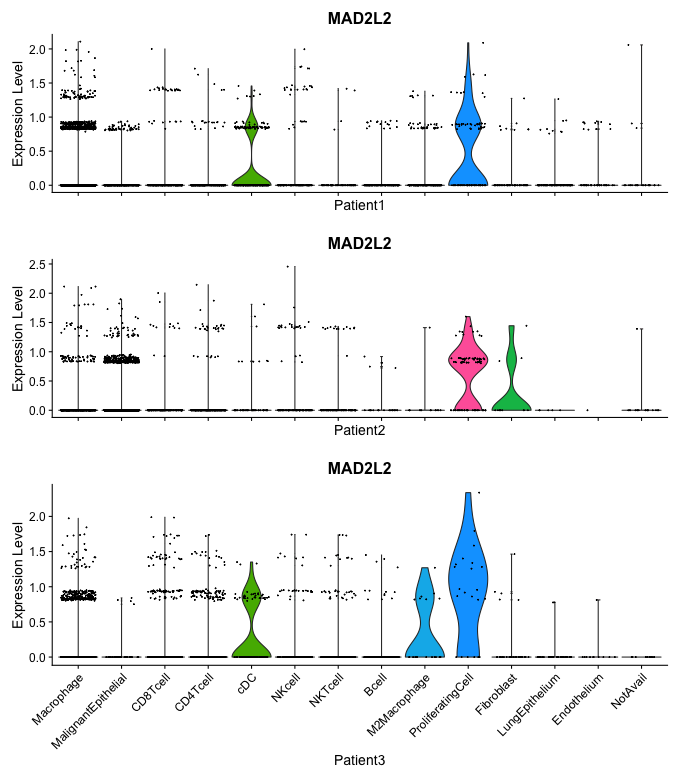 MAD2L2
Expression Level
2.0
1.5
1.0
0.5
0.0
Patient1
MAD2L2
Expression Level
2.5
2.0
1.5
1.0
0.5
0.0
Patient2
MAD2L2
Expression Level
2.0
1.5
1.0
0.5
0.0
Macrophage
MalignantEpithelial
CD8Tcell
CD4Tcell
cDC
NKcell
NKTcell
Bcell
M2Macrophage
ProliferatingCell
Fibroblast
LungEpithelium
Endothelium
NotAvail
Patient3